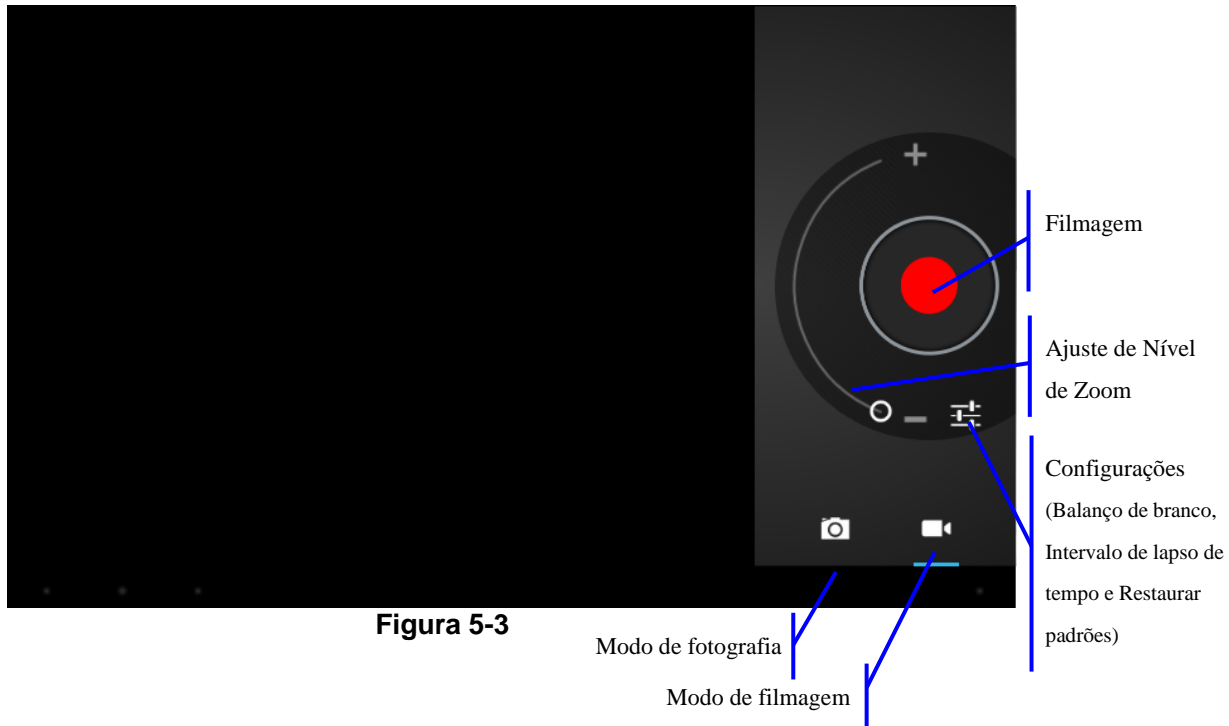 Filmagem
Ajuste de Nível
de Zoom
Configurações
(Balanço de branco,
Intervalo de lapso de
tempo e Restaurar
padrões)
Figura 5-3
Modo de fotografia
Modo de filmagem